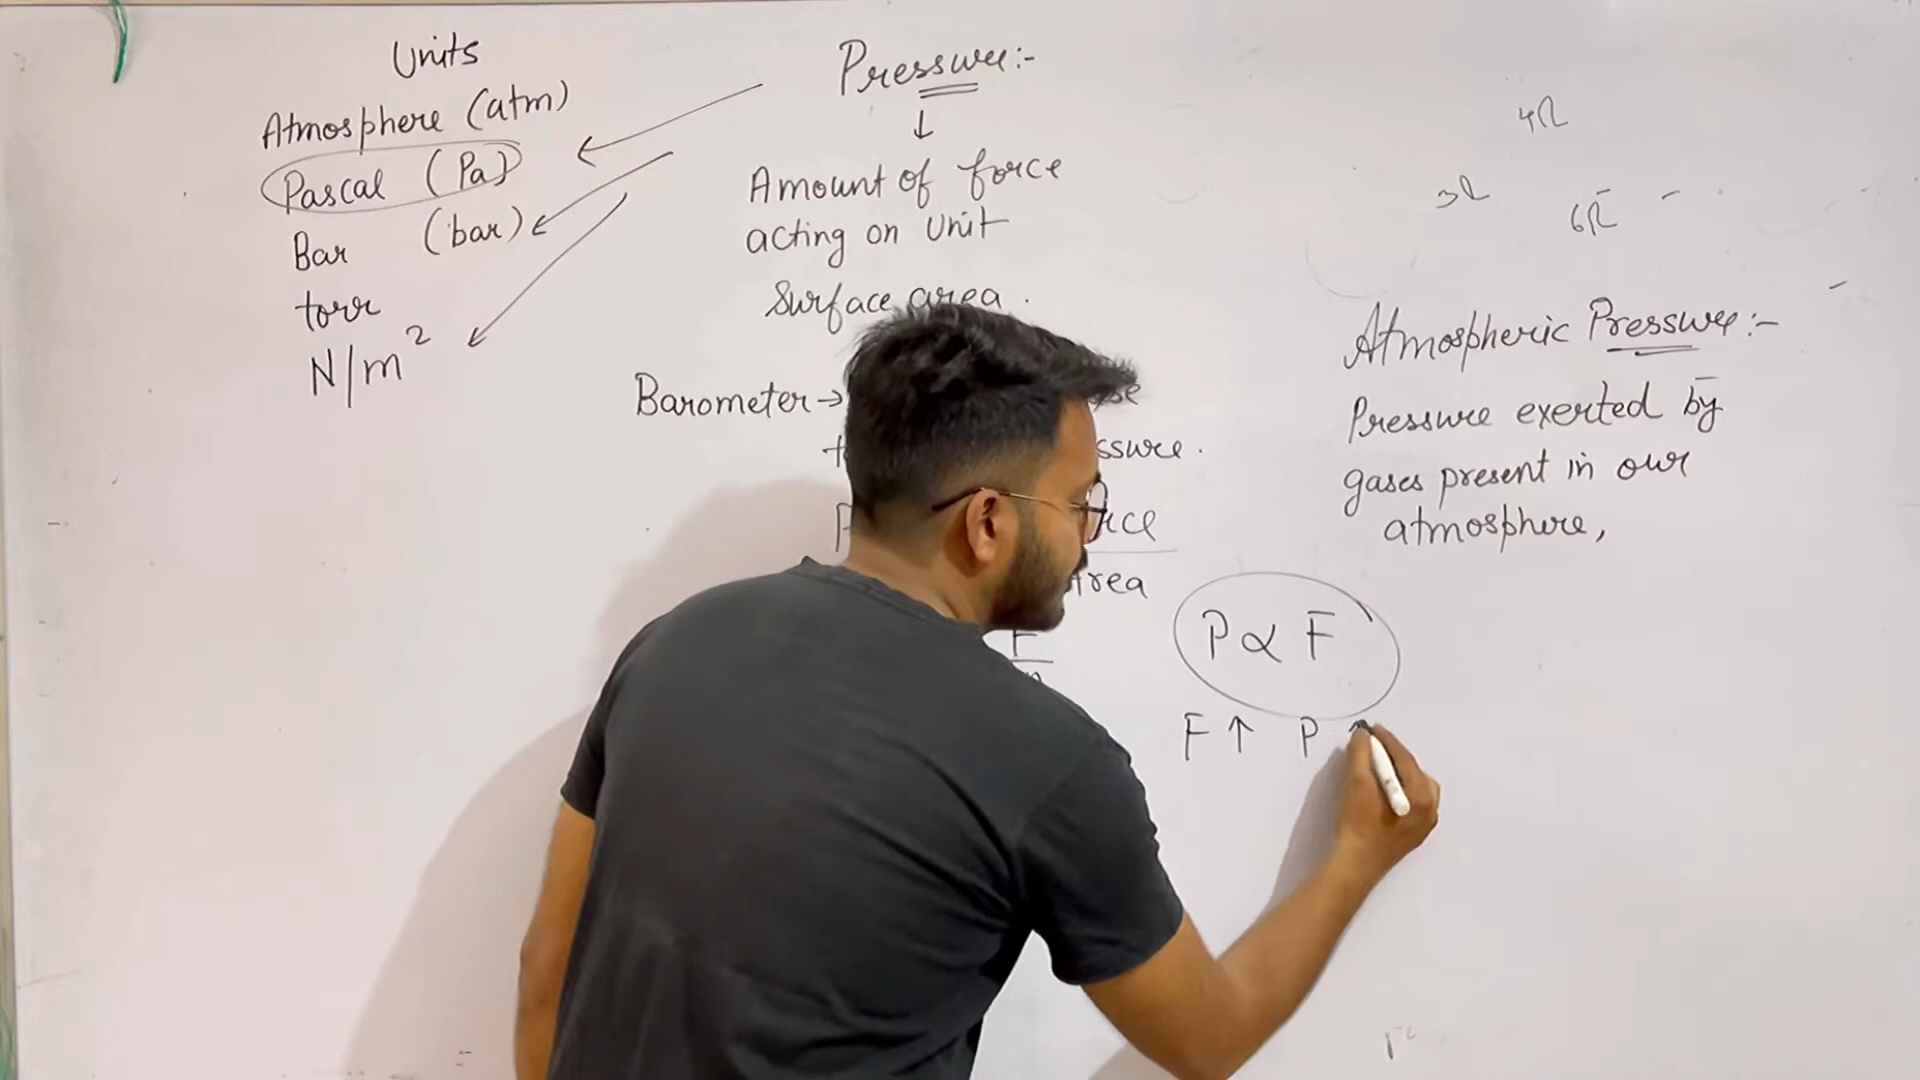 Units
Atmosphere (atm)
Pascal (Pa)
Bar (bar)
torr
N/m²
Pressure:-
↓
Amount of force
acting on Unit
Surface area.
Barometer →
P
Area
F
P ∝ F
F ↑ P ↑
4Ω
3Ω
6Ω
Atmospheric Pressure:-
Pressure exerted by
gases present in our
atmosphere,